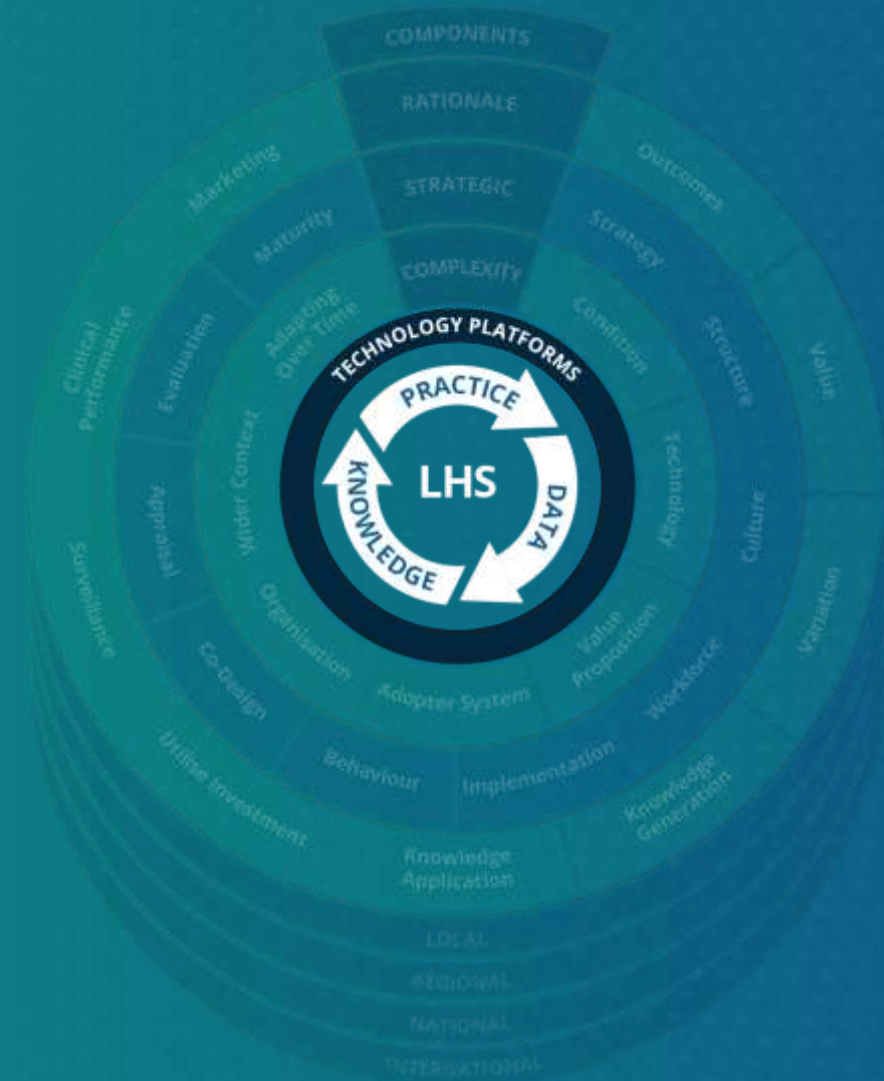 COMPONENTS
RATIONALE
STRATEGIC
COMPLEXITY
TECHNOLOGY PLATFORMS
PRACTICE
DATA
KNOWLEDGE
LHS
Condition
Technology
Value
Proposition
Adopter System
Organisation
Wider Context
Adapting
Over Time
Strategy
Structure
Culture
Workforce
Implementation
Behaviour
Co-Design
Appraisal
Evaluation
Maturity
Outcomes
Value
Variation
Knowledge
Generation
Knowledge
Application
Utilise Investment
Surveillance
Clinical
Performance
Marketing
LOCAL
REGIONAL
NATIONAL
INTERNATIONAL